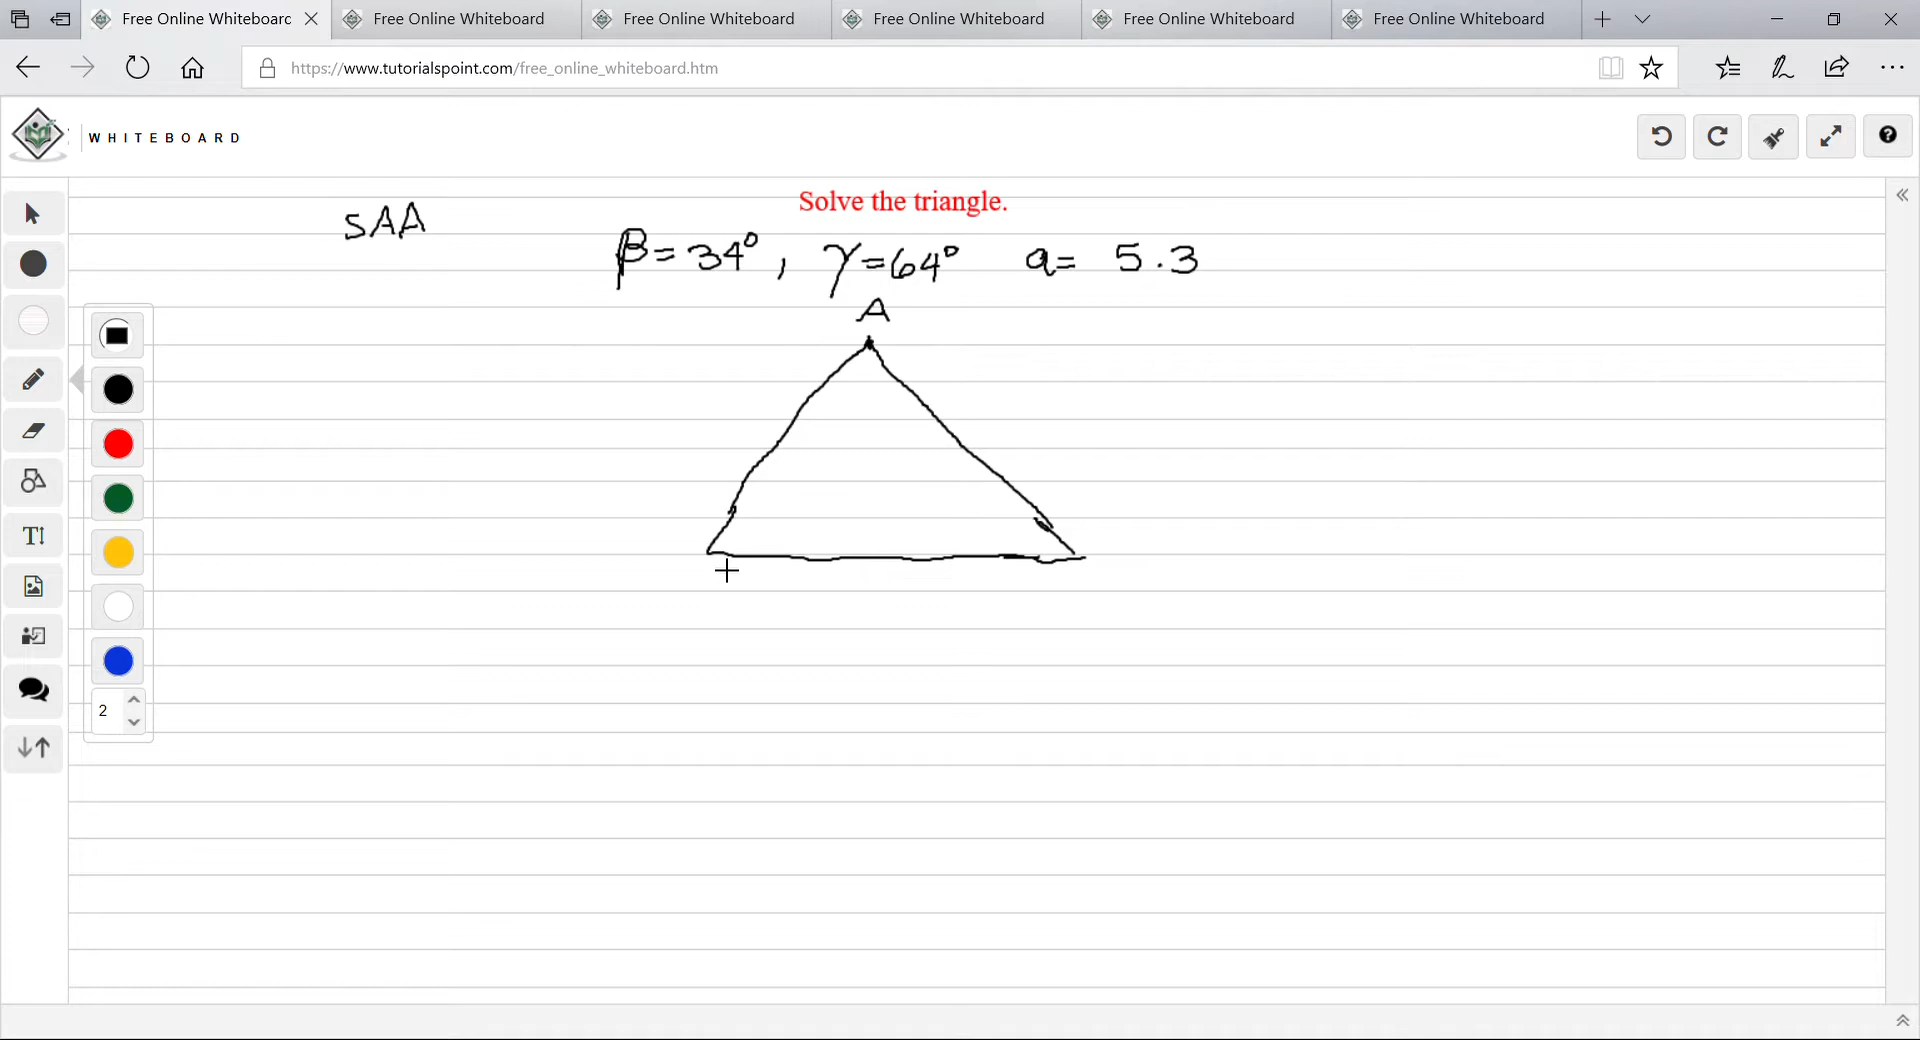 Free Online Whiteboard Free Online Whiteboard Free Online Whiteboard Free Online Whiteboard Free Online Whiteboard Free Online Whiteboard
https://www.tutorialspoint.com/free_online_whiteboard.htm
WHITEBOARD
Solve the triangle.
SAA
β = 34°, γ = 64° a = 5.3
A
2